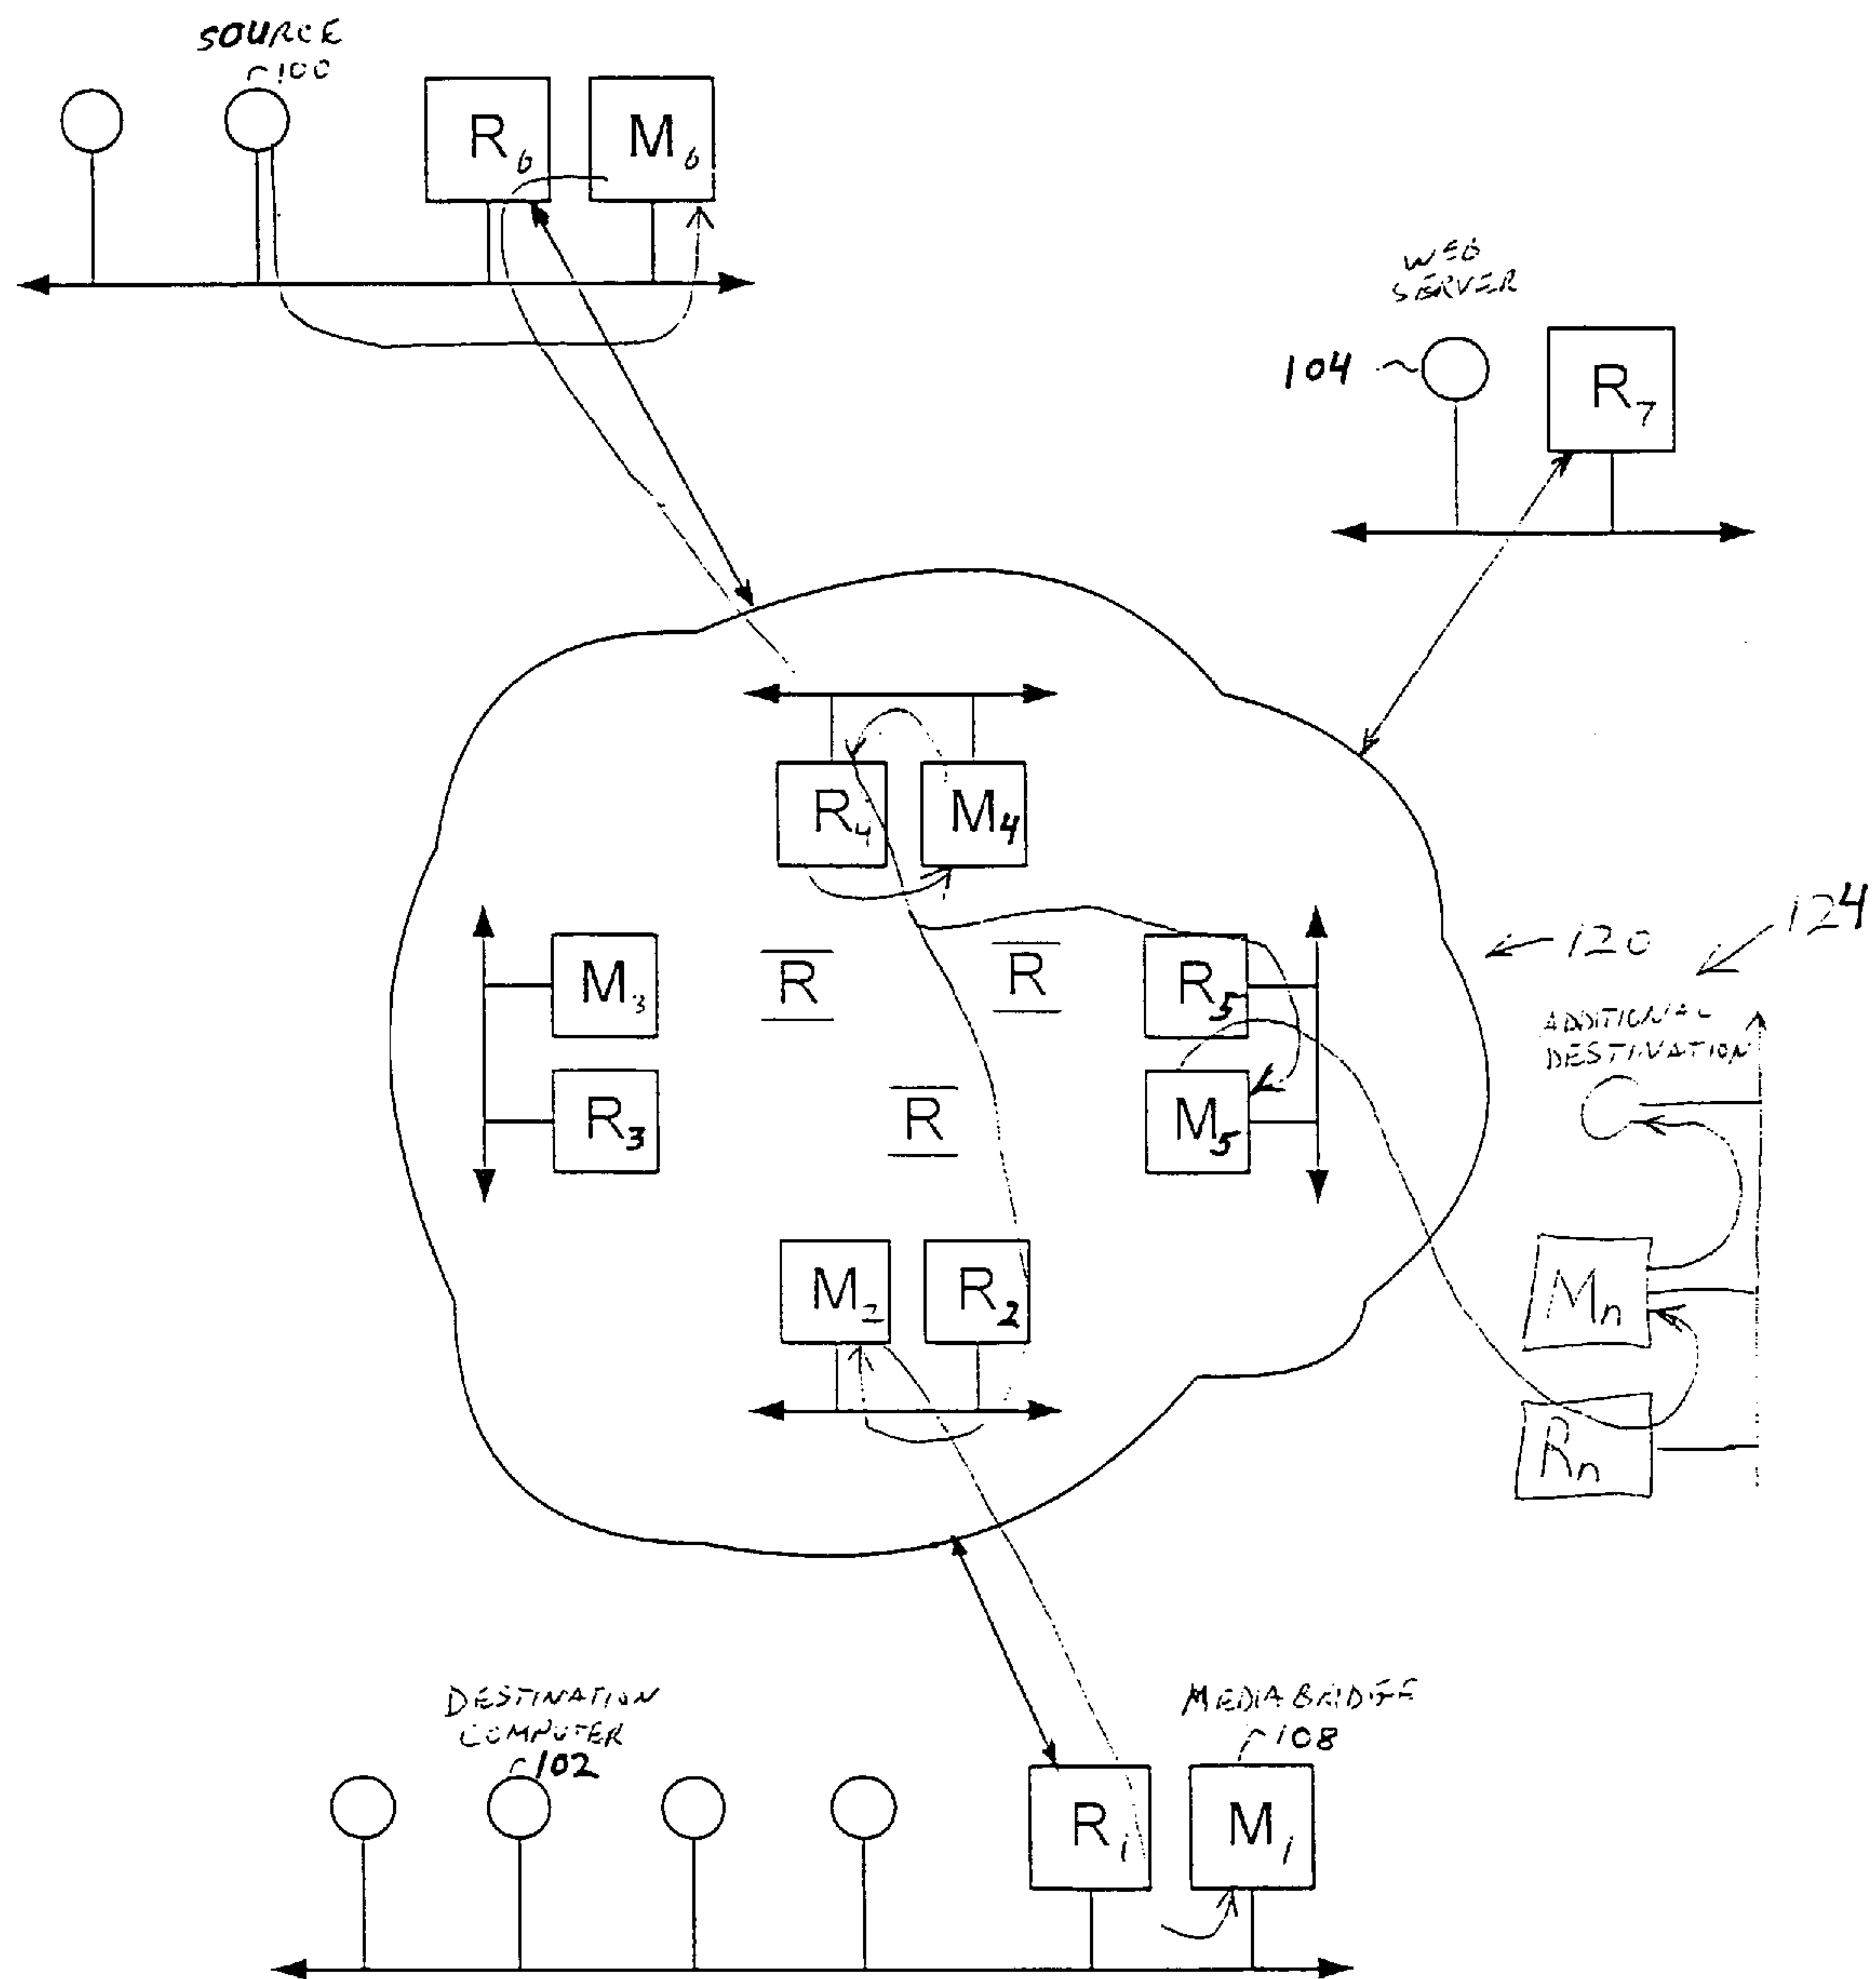 SOURCE
100
R6
M6
WEB
SERVER
104
R7
R4
M4
M3
R
R
R5
120
124
ADDITIONAL
DESTINATION
R3
R
M5
M2
R2
Mn
Rn
DESTINATION
COMPUTER
102
MEDIA BRIDGE
108
R1
M1